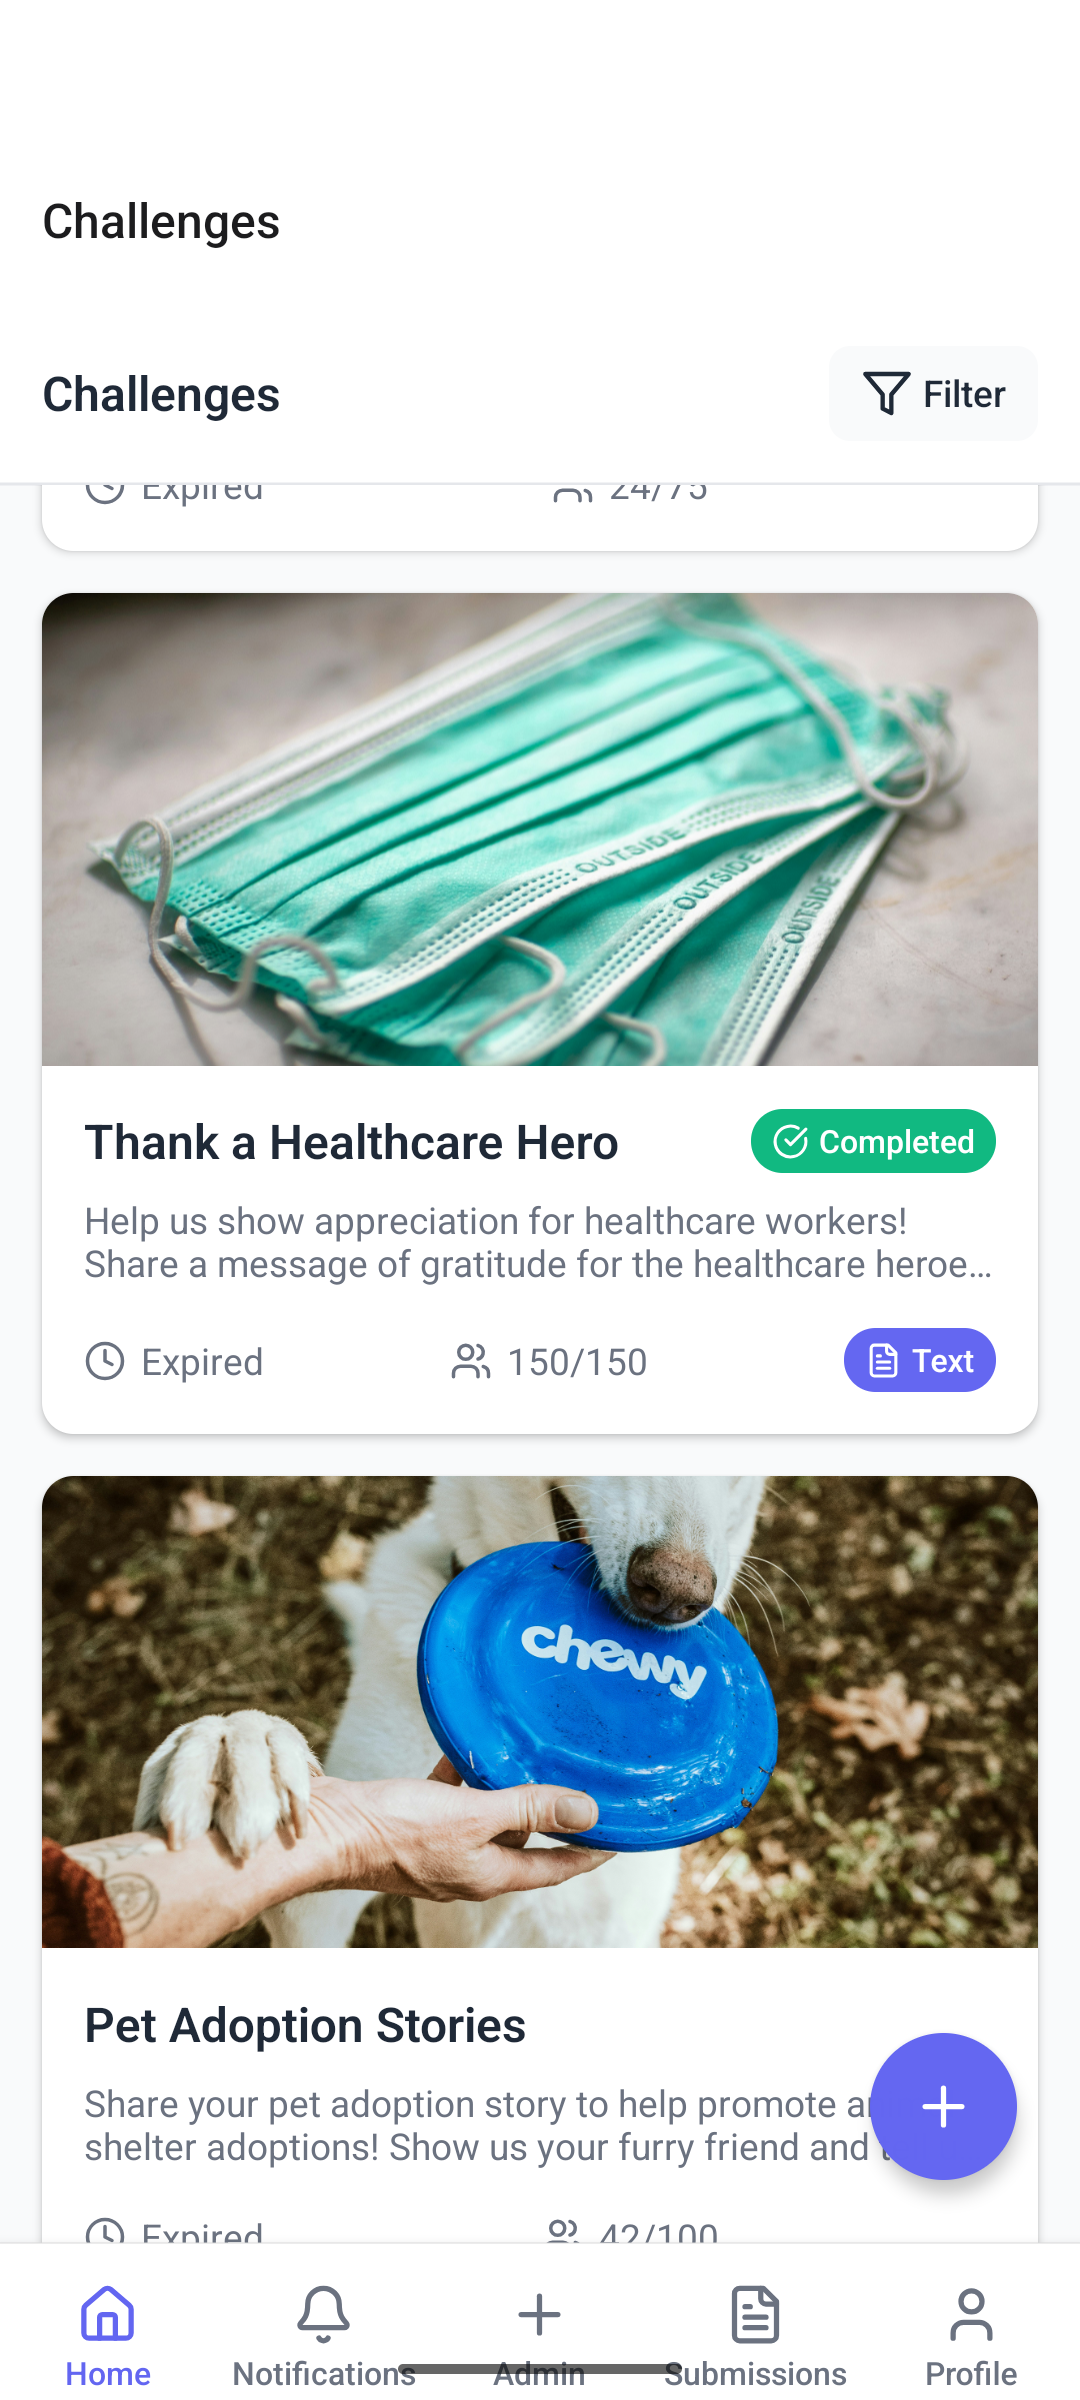 Challenges
Challenges
Filter
Expired
24/75
OUTSIDE
OUTSIDE
OUTSIDE
Thank a Healthcare Hero
Completed
Help us show appreciation for healthcare workers!
Share a message of gratitude for the healthcare heroe...
Expired
150/150
Text
chewy
Pet Adoption Stories
Share your pet adoption story to help promote
shelter adoptions! Show us your furry friend and
Expired
42/100
Home
Notifications
Admin
Submissions
Profile